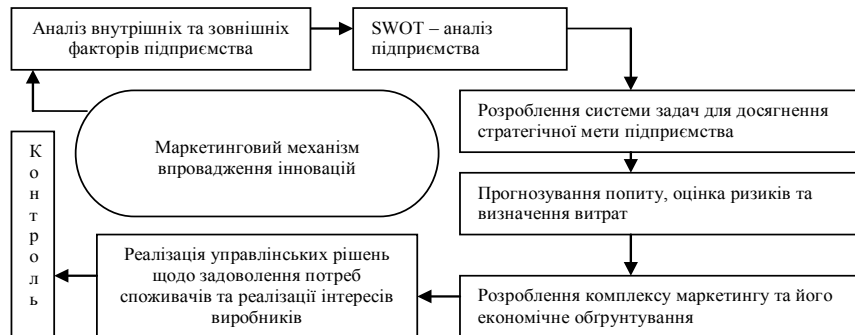 Аналіз внутрішніх та зовнішніх
факторів підприємства
SWOT – аналіз
підприємства
Розроблення системи задач для досягнення
стратегічної мети підприємства
Маркетинговий механізм
впровадження інновацій
Прогнозування попиту, оцінка ризиків та
визначення витрат
Розроблення комплексу маркетингу та його
економічне обґрунтування
Реалізація управлінських рішень
щодо задоволення потреб
споживачів та реалізації інтересів
виробників
К
о
н
т
р
о
л
ь